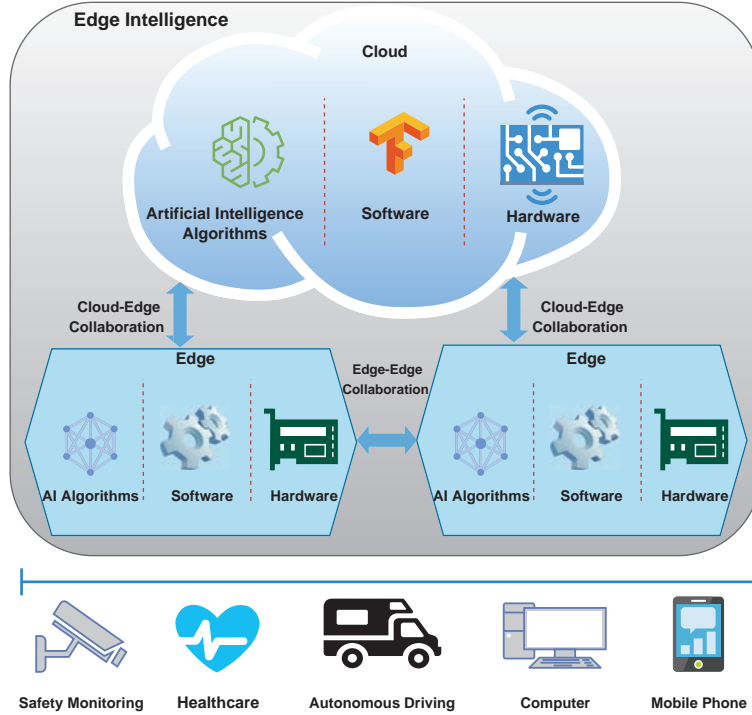 Edge Intelligence
Cloud
Artificial Intelligence
Algorithms
Software
Hardware
Cloud-Edge
Collaboration
Cloud-Edge
Collaboration
Edge
Edge-Edge
Collaboration
Edge
AI Algorithms
Software
Hardware
AI Algorithms
Software
Hardware
Safety Monitoring
Healthcare
Autonomous Driving
Computer
Mobile Phone